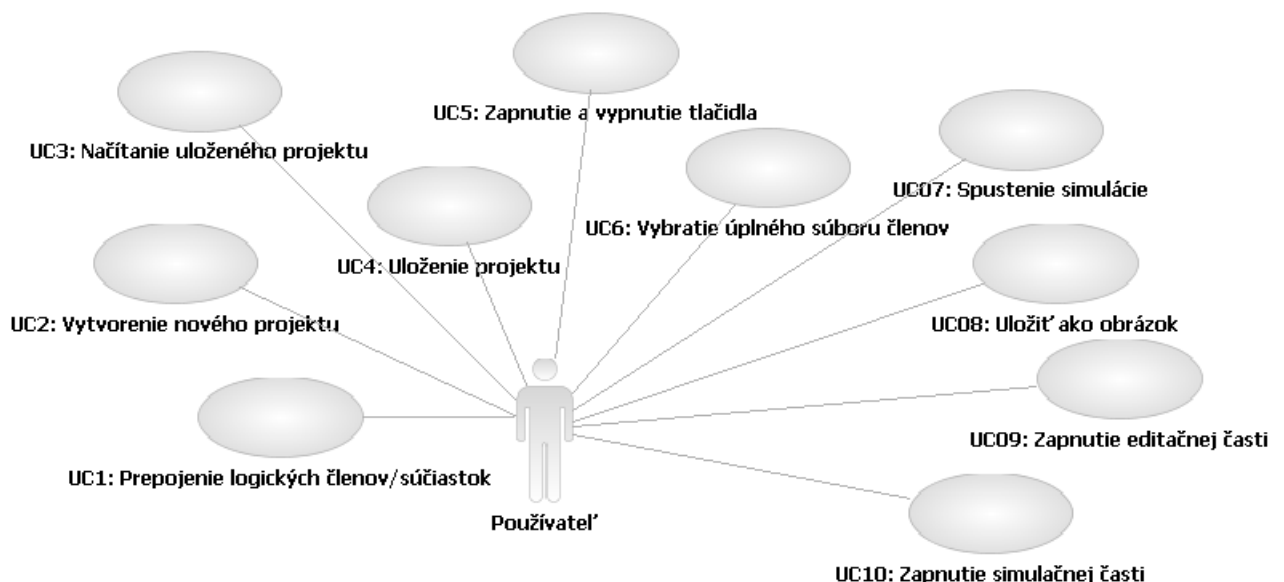 UC5: Zapnutie a vypnutie tlačidla
UC3: Načítanie uloženého projektu
UC07: Spustenie simulácie
UC6: Vybratie úplného súboru členov
UC4: Uloženie projektu
UC2: Vytvorenie nového projektu
UC08: Uložiť ako obrázok
UC09: Zapnutie editačnej časti
UC1: Prepojenie logických členov/súčiastok
Používateľ
UC10: Zapnutie simulačnej časti